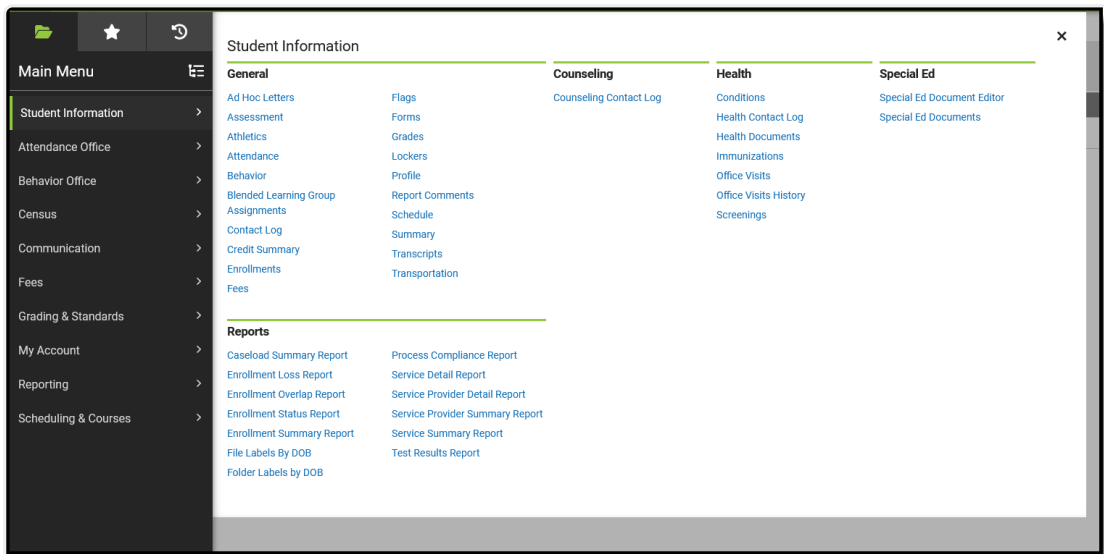 Main Menu
Student Information
Attendance Office
Behavior Office
Census
Communication
Fees
Grading & Standards
My Account
Reporting
Scheduling & Courses
Student Information
General
Ad Hoc Letters
Assessment
Athletics
Attendance
Behavior
Blended Learning Group
Assignments
Contact Log
Credit Summary
Enrollments
Fees
Flags
Forms
Grades
Lockers
Profile
Report Comments
Schedule
Summary
Transcripts
Transportation
Counseling
Counseling Contact Log
Health
Conditions
Health Contact Log
Health Documents
Immunizations
Office Visits
Office Visits History
Screenings
Special Ed
Special Ed Document Editor
Special Ed Documents
Reports
Caseload Summary Report
Enrollment Loss Report
Enrollment Overlap Report
Enrollment Status Report
Enrollment Summary Report
File Labels By DOB
Folder Labels by DOB
Process Compliance Report
Service Detail Report
Service Provider Detail Report
Service Provider Summary Report
Service Summary Report
Test Results Report